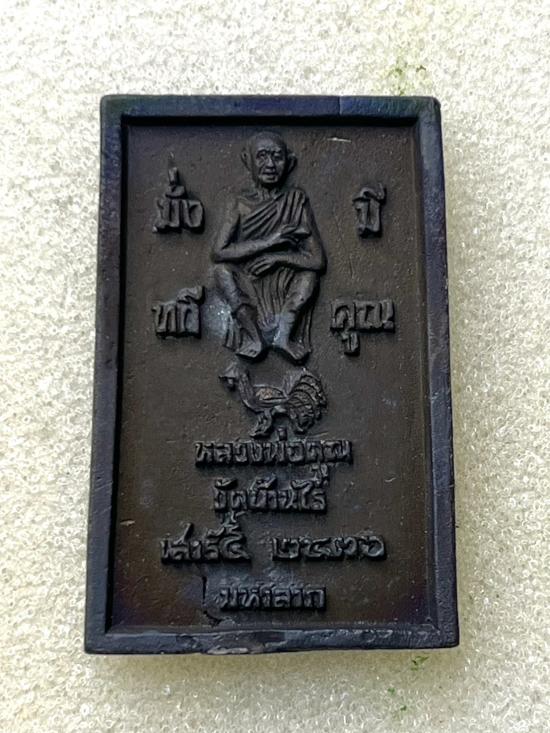 มั่ง มี
ทวี คูณ
หลวงพ่อคูณ
วัดบ้านไร่
เสาร์๕ ๒๕๓๖
มหาลาภ